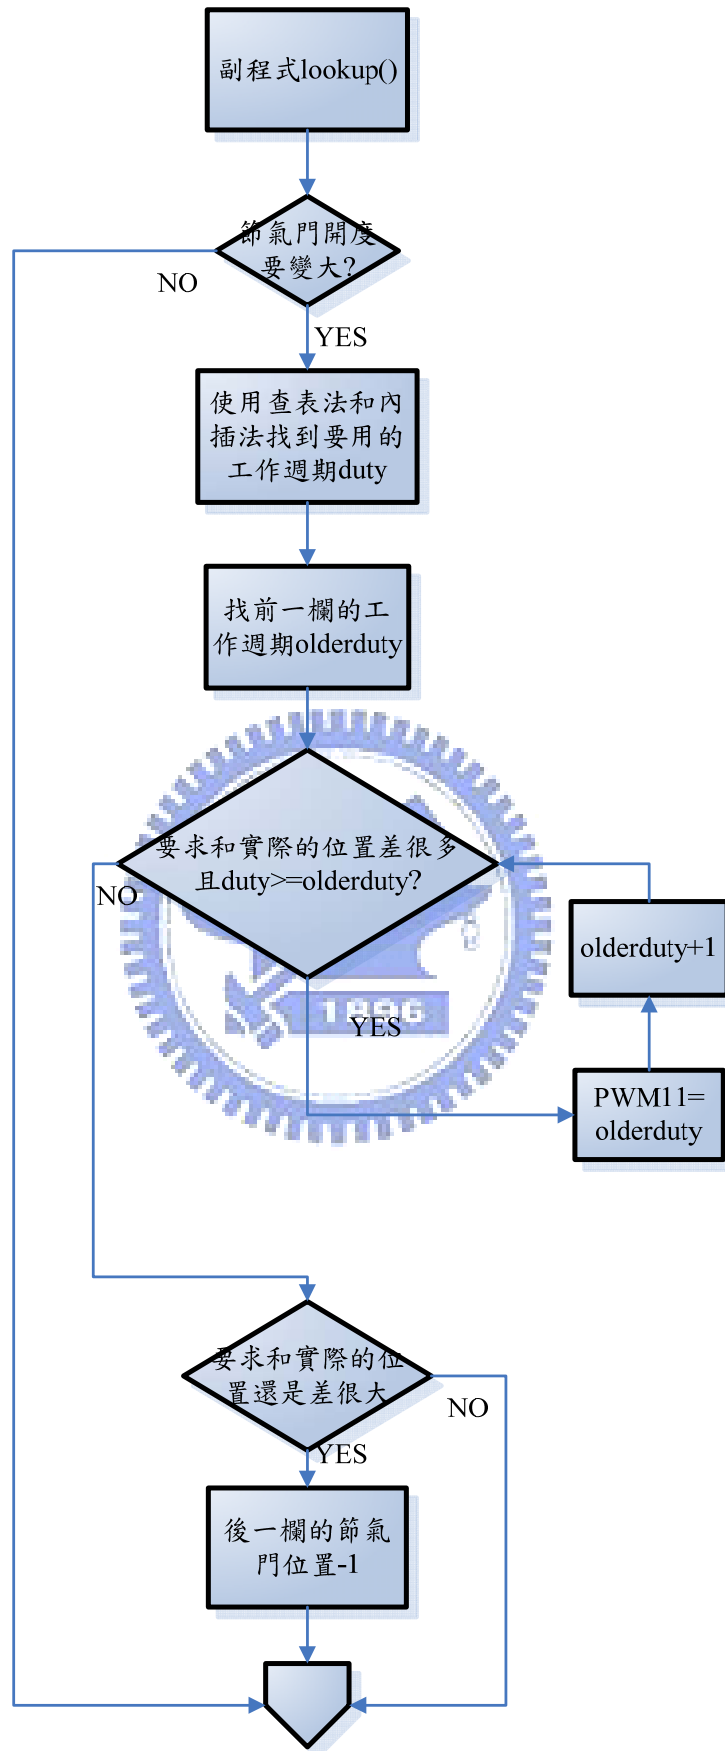 副程式lookup()
節氣門開度
要變大?
NO
YES
使用查表法和內
插法找到要用的
工作週期duty
找前一欄的工
作週期olderduty
要求和實際的位置差很多
且duty>=olderduty?
NO
YES
1896
olderduty+1
PWM11=
olderduty
要求和實際的位
置還是差很大
NO
YES
後一欄的節氣
門位置-1